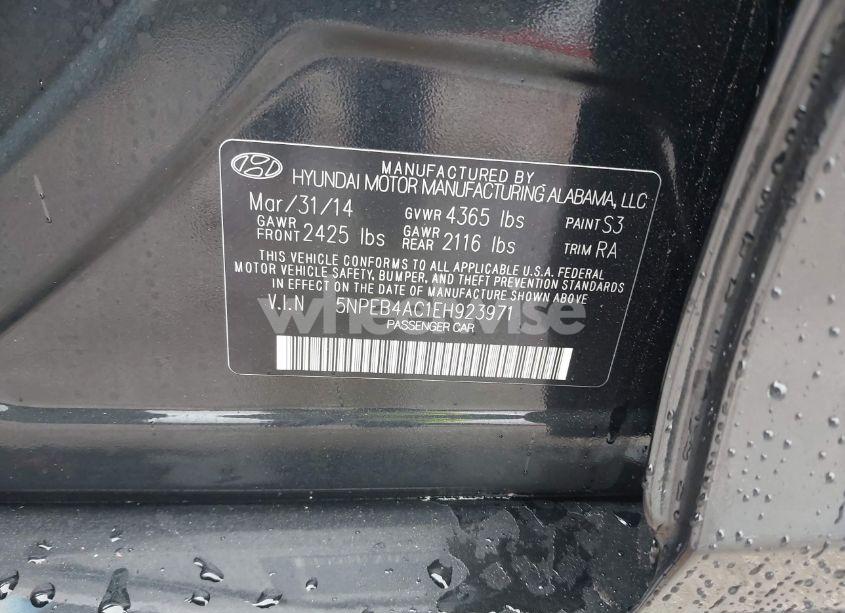 MANUFACTURED BY
HYUNDAI MOTOR MANUFACTURING ALABAMA, LLC
Mar/31/14 GVWR 4365 lbs PAINT S3
GAWR FRONT 2425 lbs GAWR REAR 2116 lbs TRIM RA
THIS VEHICLE CONFORMS TO ALL APPLICABLE U.S.A. FEDERAL
MOTOR VEHICLE SAFETY, BUMPER, AND THEFT PREVENTION STANDARDS
IN EFFECT ON THE DATE OF MANUFACTURE SHOWN ABOVE
V.I.N 5NPEB4AC1EH923971
PASSENGER CAR
wheelwise